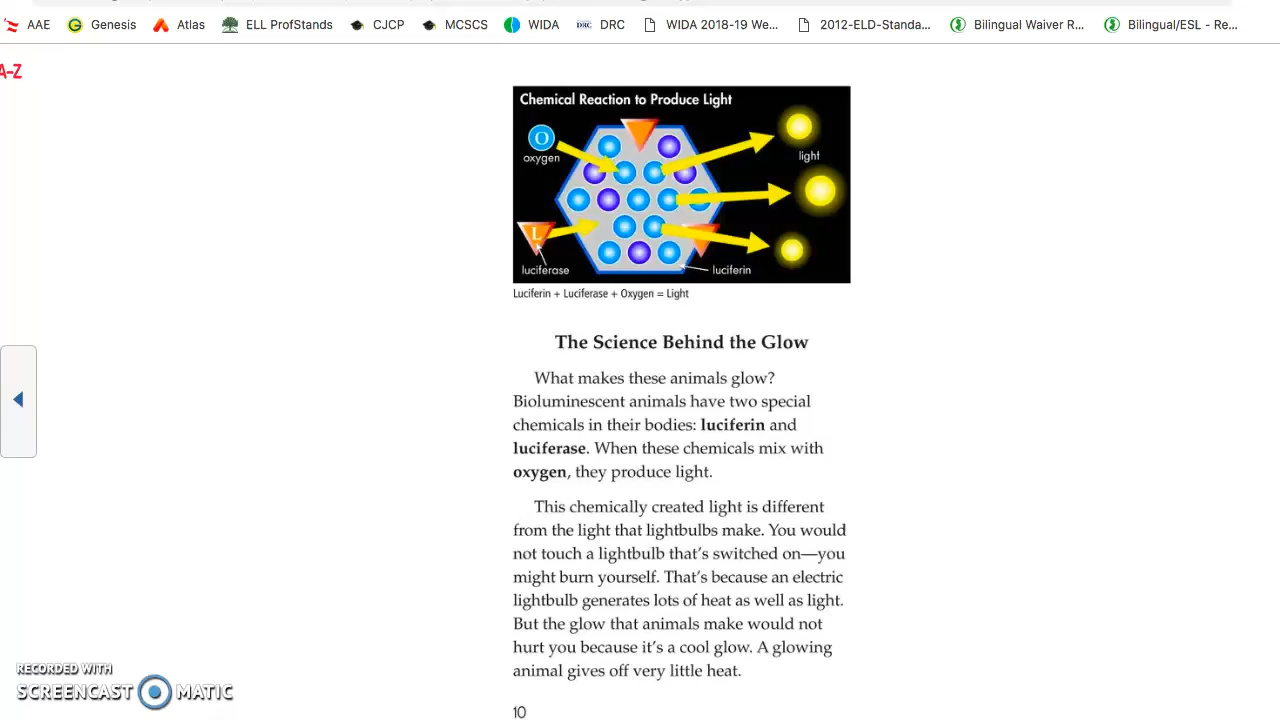 AAE Genesis Atlas ELL ProfStands CJCP MCSCS WIDA DRC WIDA 2018-19 We... 2012-ELD-Standa... Bilingual Waiver R... Bilingual/ESL - Re...
A-Z
Chemical Reaction to Produce Light
O
oxygen
light
L
luciferase
luciferin
Luciferin + Luciferase + Oxygen = Light
The Science Behind the Glow
What makes these animals glow?
Bioluminescent animals have two special
chemicals in their bodies: luciferin and
luciferase. When these chemicals mix with
oxygen, they produce light.
This chemically created light is different
from the light that lightbulbs make. You would
not touch a lightbulb that's switched on—you
might burn yourself. That's because an electric
lightbulb generates lots of heat as well as light.
But the glow that animals make would not
hurt you because it's a cool glow. A glowing
animal gives off very little heat.
10
RECORDED WITH
SCREENCAST MATIC